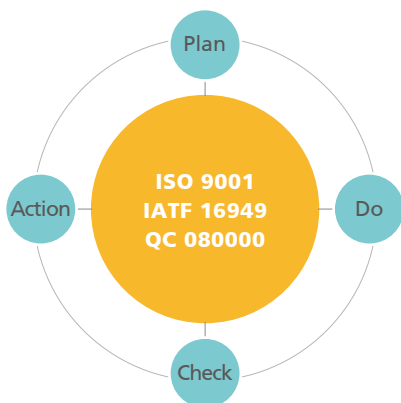 Plan
ISO 9001
IATF 16949
QC 080000
Action
Do
Check